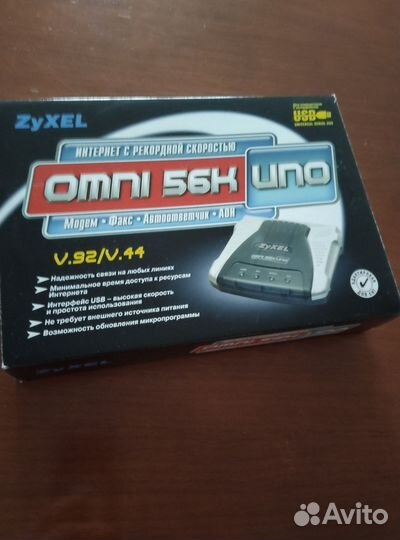 ZyXEL
USB
ИНТЕРНЕТ С РЕКОРДНОЙ СКОРОСТЬЮ
OMNI 56K UNO
Модем • Факс • Автоответчик • АОН
V.92/V.44
ZyXEL
Надежность связи на любых линиях
Минимальное время доступа к ресурсам
Интернета
Интерфейс USB – высокая скорость
и простота использования
Не требует внешнего источника питания
Возможность обновления микропрограммы
Avito